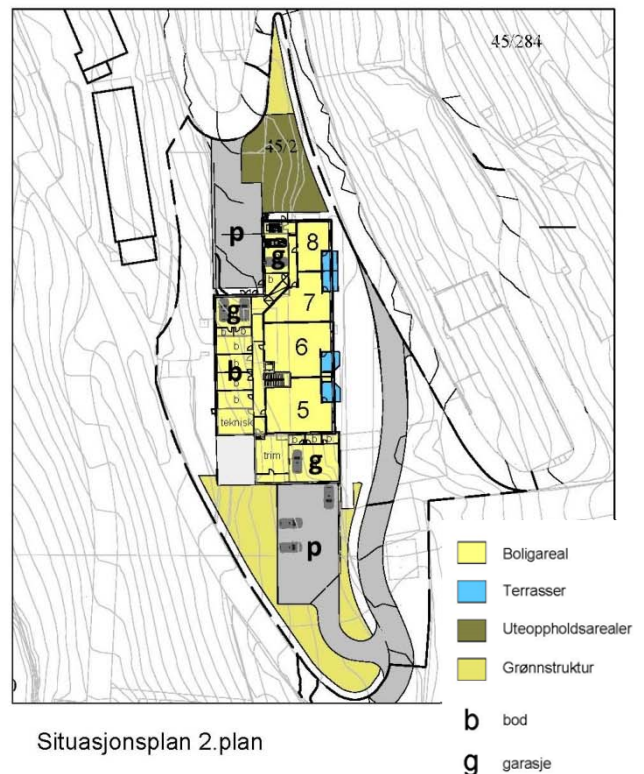 45/284
45/2
p
8
g
b
7
g
6
b
b
b
b
5
teknisk
b b b
trim
g
p
Boligareal
Terrasser
Uteoppholdsarealer
Grønnstruktur
b bod
g garasje
Situasjonsplan 2.plan